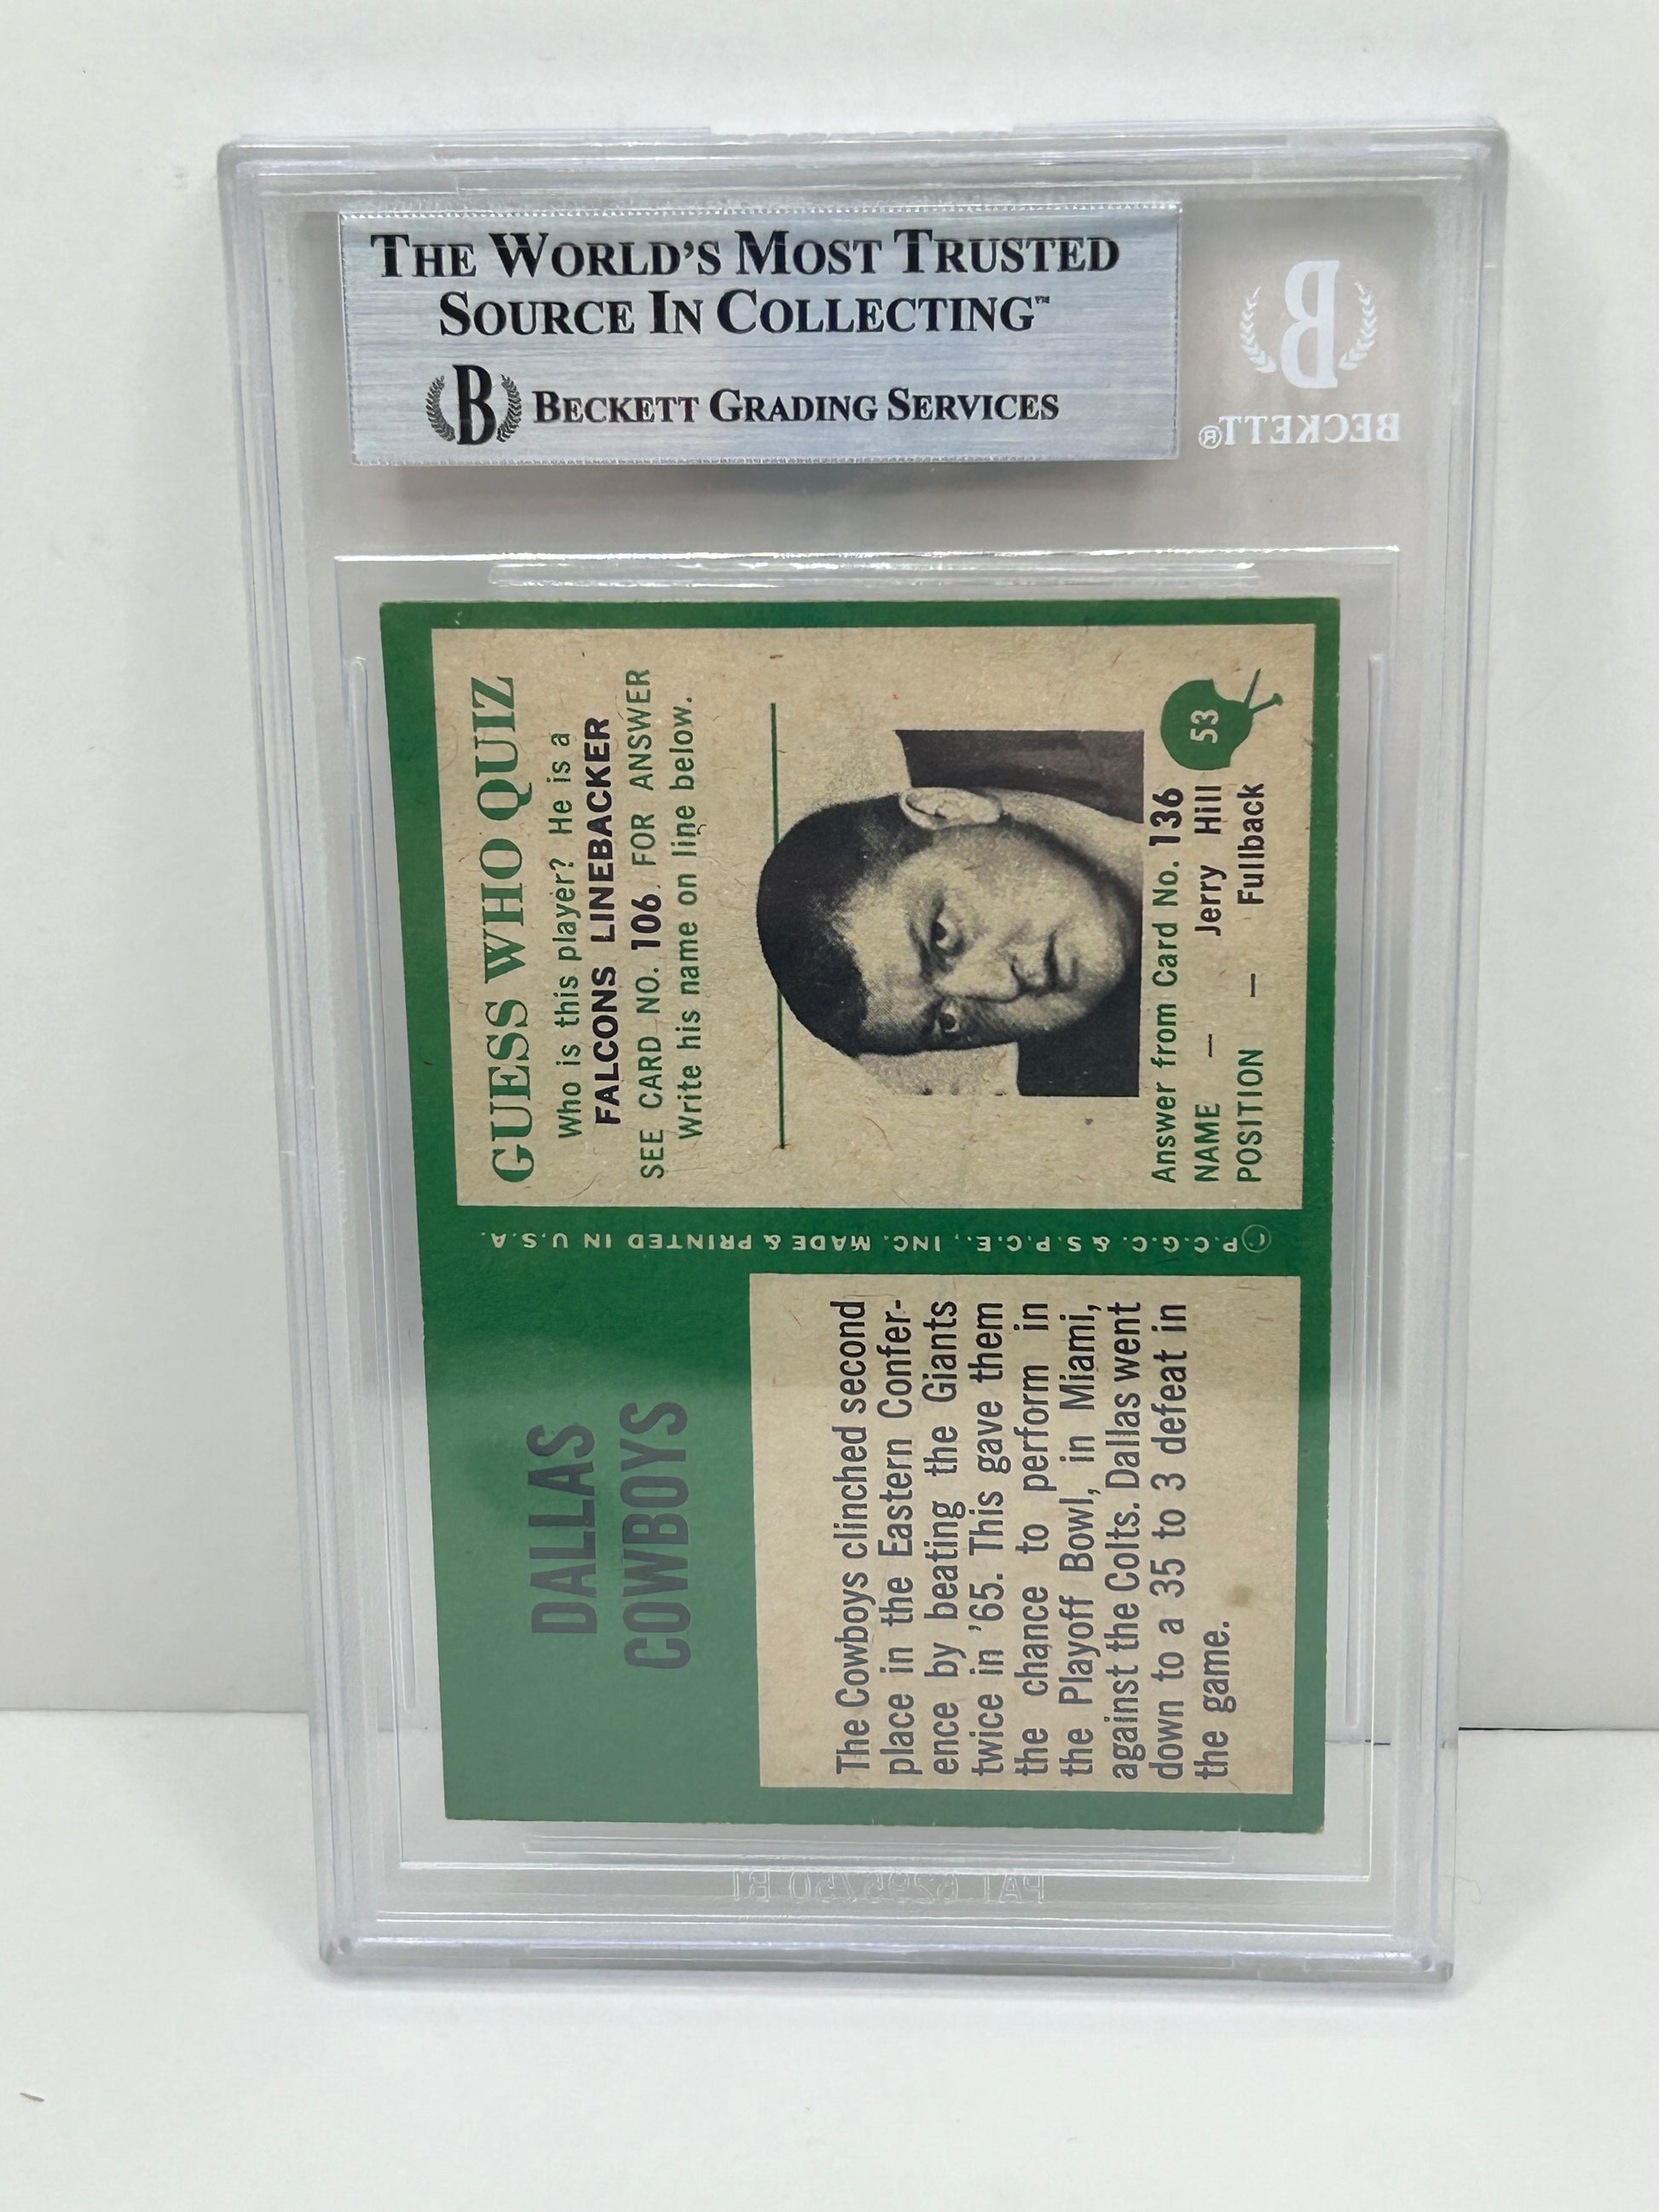 THE WORLD'S MOST TRUSTED
SOURCE IN COLLECTING™
B BECKETT GRADING SERVICES
B
BECKETT®
GUESS WHO QUIZ
Who is this player? He is a
FALCONS LINEBACKER
SEE CARD NO. 106 FOR ANSWER
Write his name on line below.
Answer from Card No. 136
NAME — Jerry Hill
POSITION — Fullback
53
© P.C.G.C. & S.P.C.E., INC. MADE & PRINTED IN U.S.A.
DALLAS
COWBOYS
The Cowboys clinched second
place in the Eastern Confer-
ence by beating the Giants
twice in '65. This gave them
the chance to perform in
the Playoff Bowl, in Miami,
against the Colts. Dallas went
down to a 35 to 3 defeat in
the game.